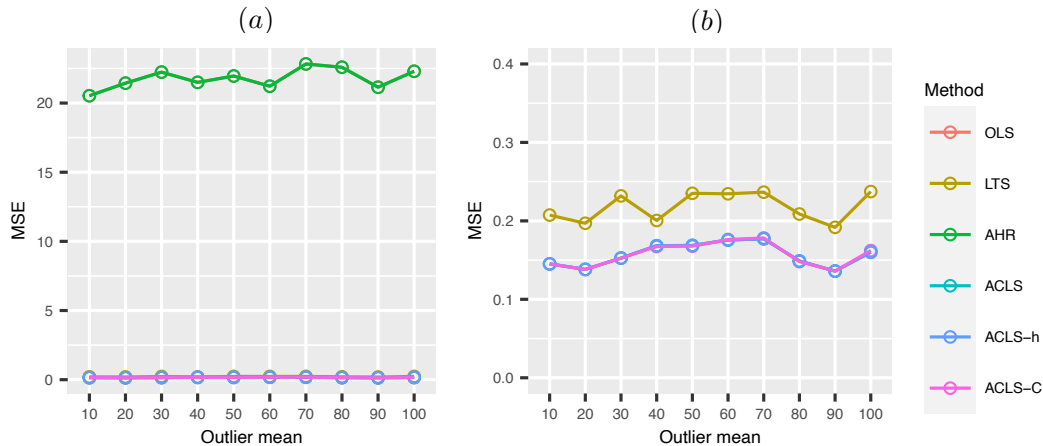 (a)
(b)
MSE
20
15
10
5
0
10 20 30 40 50 60 70 80 90 100
Outlier mean
MSE
0.4
0.3
0.2
0.1
0.0
10 20 30 40 50 60 70 80 90 100
Outlier mean
Method
OLS
LTS
AHR
ACLS
ACLS−h
ACLS−C